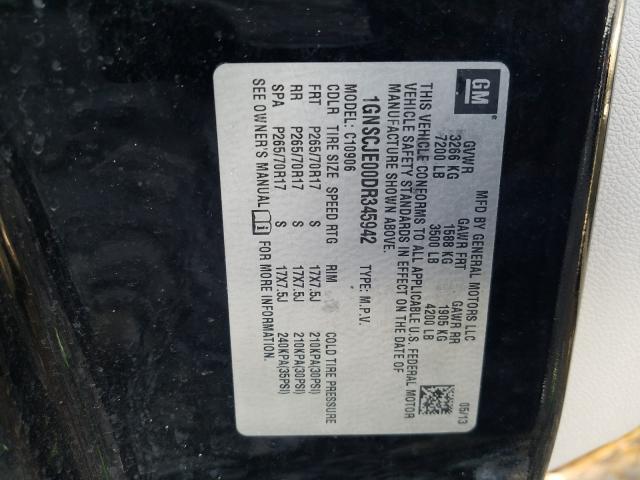 GM
MFD BY GENERAL MOTORS LLC
05/13
GVWR GAWR FRT GAWR RR
3266 KG 1588 KG 1905 KG
7200 LB 3500 LB 4200 LB
THIS VEHICLE CONFORMS TO ALL APPLICABLE U.S. FEDERAL MOTOR
VEHICLE SAFETY STANDARDS IN EFFECT ON THE DATE OF
MANUFACTURE SHOWN ABOVE.
1GNSCJE00DR345942 TYPE: M.P.V.
MODEL: C10906
CDLR TIRE SIZE SPEED RTG RIM COLD TIRE PRESSURE
FRT P265/70R17 S 17X7.5J 210KPA(30PSI)
RR P265/70R17 S 17X7.5J 210KPA(30PSI)
SPA P265/70R17 S 17X7.5J 240KPA(35PSI)
SEE OWNER'S MANUAL FOR MORE INFORMATION.